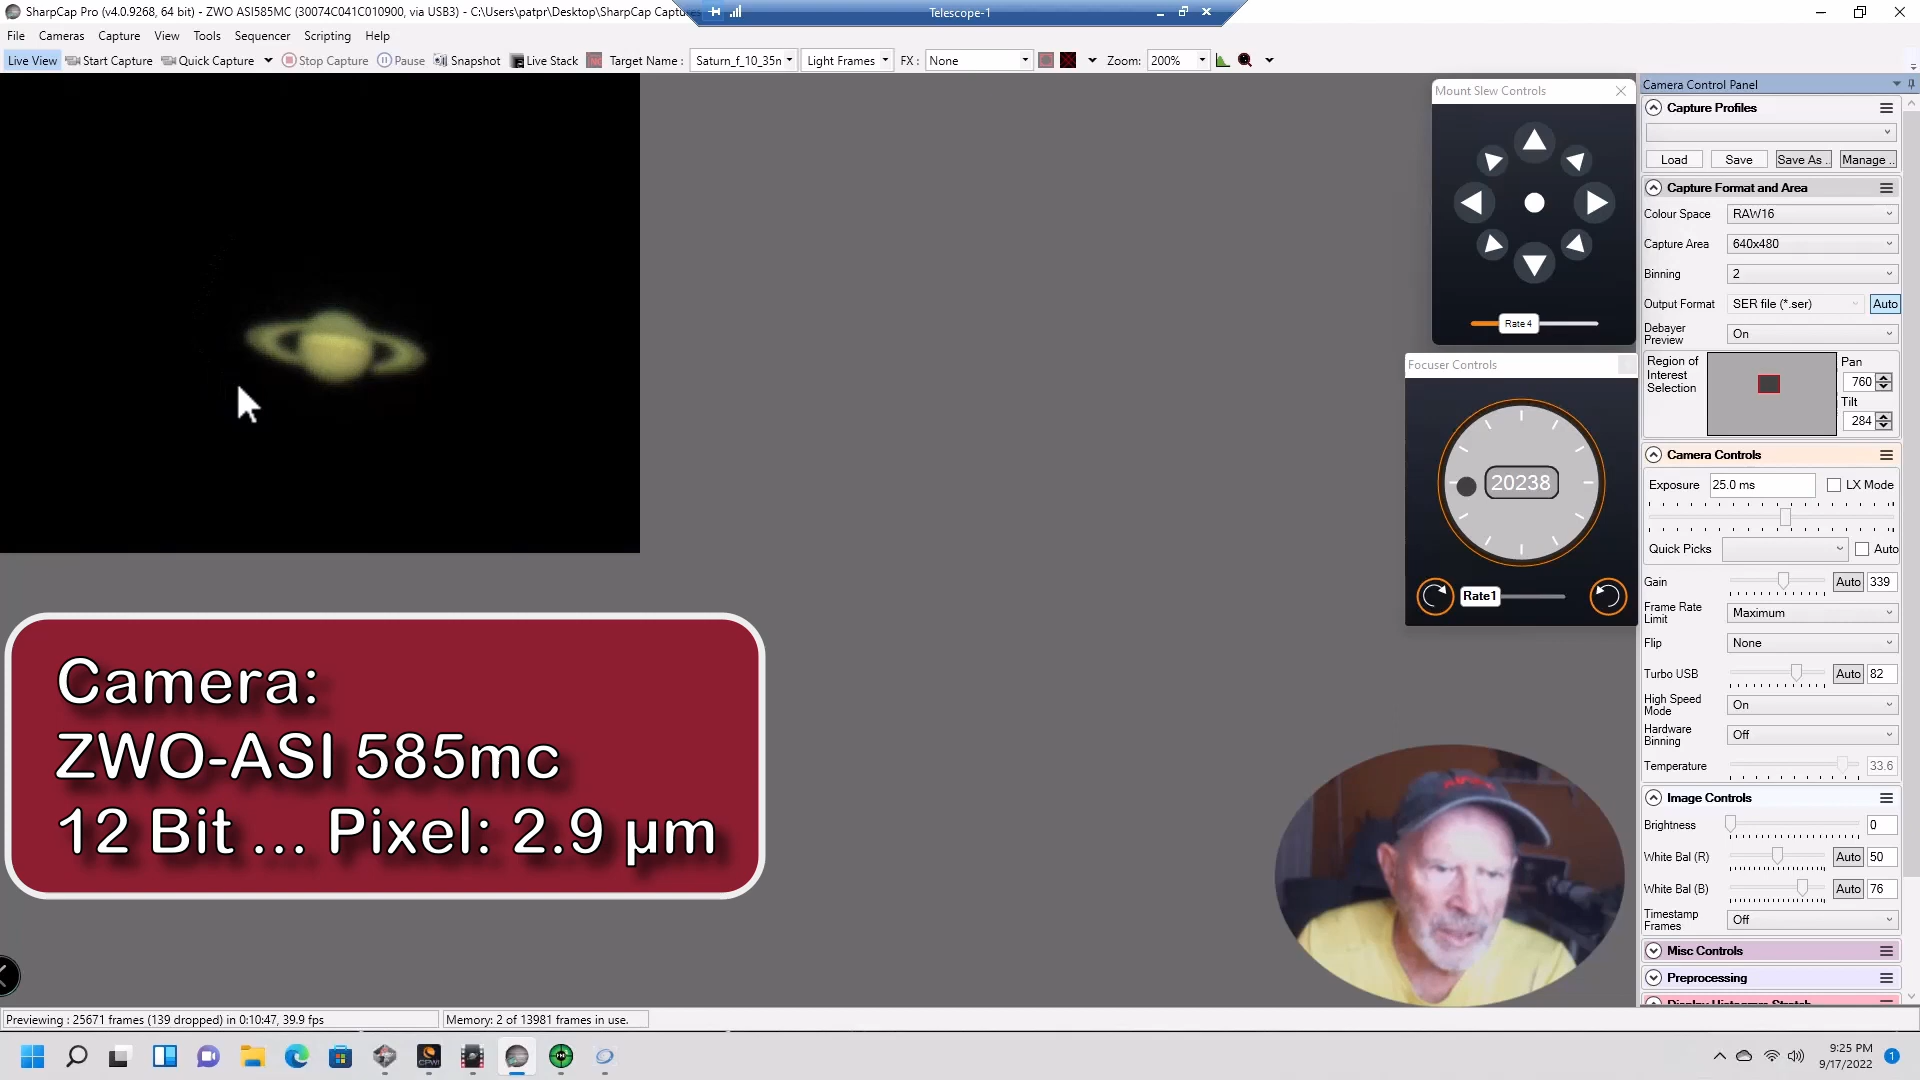 SharpCap Pro (v4.0.9268, 64 bit) - ZWO ASI585MC (30074C041C010900, via USB3) - C:\Users\patpr\Desktop\SharpCap Captures
Telescope-1
File Cameras Capture View Tools Sequencer Scripting Help
Live View Start Capture Quick Capture Stop Capture Pause Snapshot Live Stack Target Name : Saturn_f_10_35n Light Frames FX : None Zoom: 200%
Mount Slew Controls
Rate 4
Focuser Controls
20238
Rate1
Camera Control Panel
Capture Profiles
Load Save Save As .. Manage ..
Capture Format and Area
Colour Space RAW16
Capture Area 640x480
Binning 2
Output Format SER file (*.ser) Auto
Debayer Preview On
Region of Interest Selection
Pan
760
Tilt
284
Camera Controls
Exposure 25.0 ms LX Mode
Quick Picks Auto
Gain Auto 339
Frame Rate Limit Maximum
Flip None
Turbo USB Auto 82
High Speed Mode On
Hardware Binning Off
Temperature 33.6
Image Controls
Brightness 0
White Bal (R) Auto 50
White Bal (B) Auto 76
Timestamp Frames Off
Misc Controls
Preprocessing
Display Histogram Stretch
Camera:
ZWO-ASI 585mc
12 Bit ... Pixel: 2.9 µm
Previewing : 25671 frames (139 dropped) in 0:10:47, 39.9 fps
Memory: 2 of 13981 frames in use.
CPWI
9:25 PM
9/17/2022
1